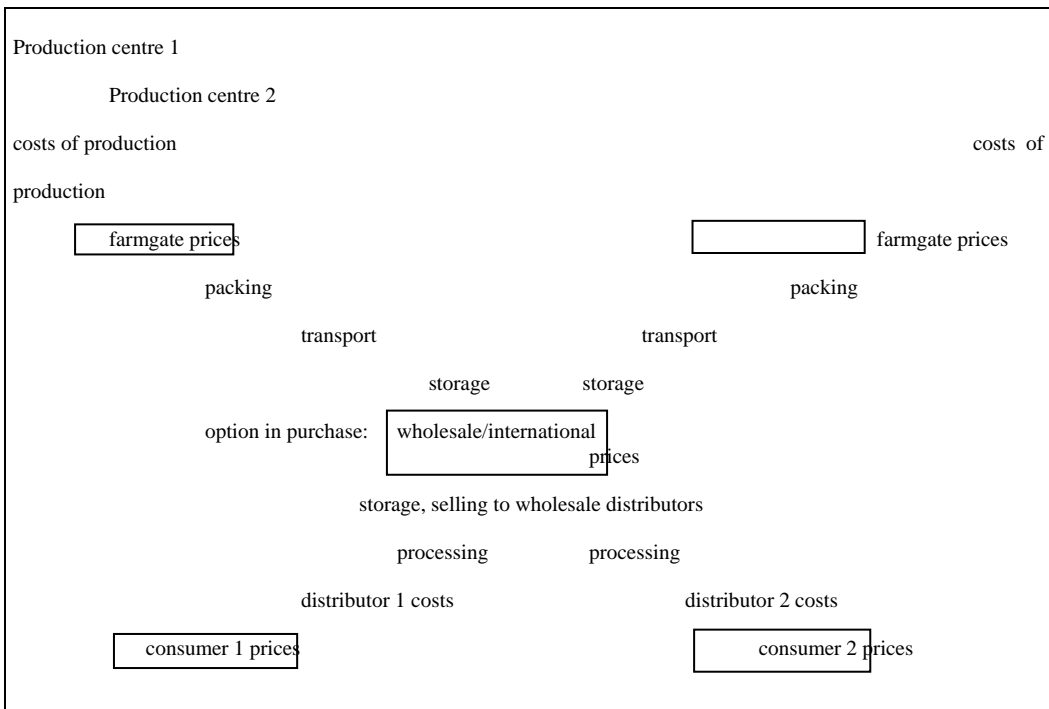 Production centre 1
Production centre 2
costs of production costs of
production
farmgate prices farmgate prices
packing packing
transport transport
storage storage
option in purchase: wholesale/international
prices
storage, selling to wholesale distributors
processing processing
distributor 1 costs distributor 2 costs
consumer 1 prices consumer 2 prices